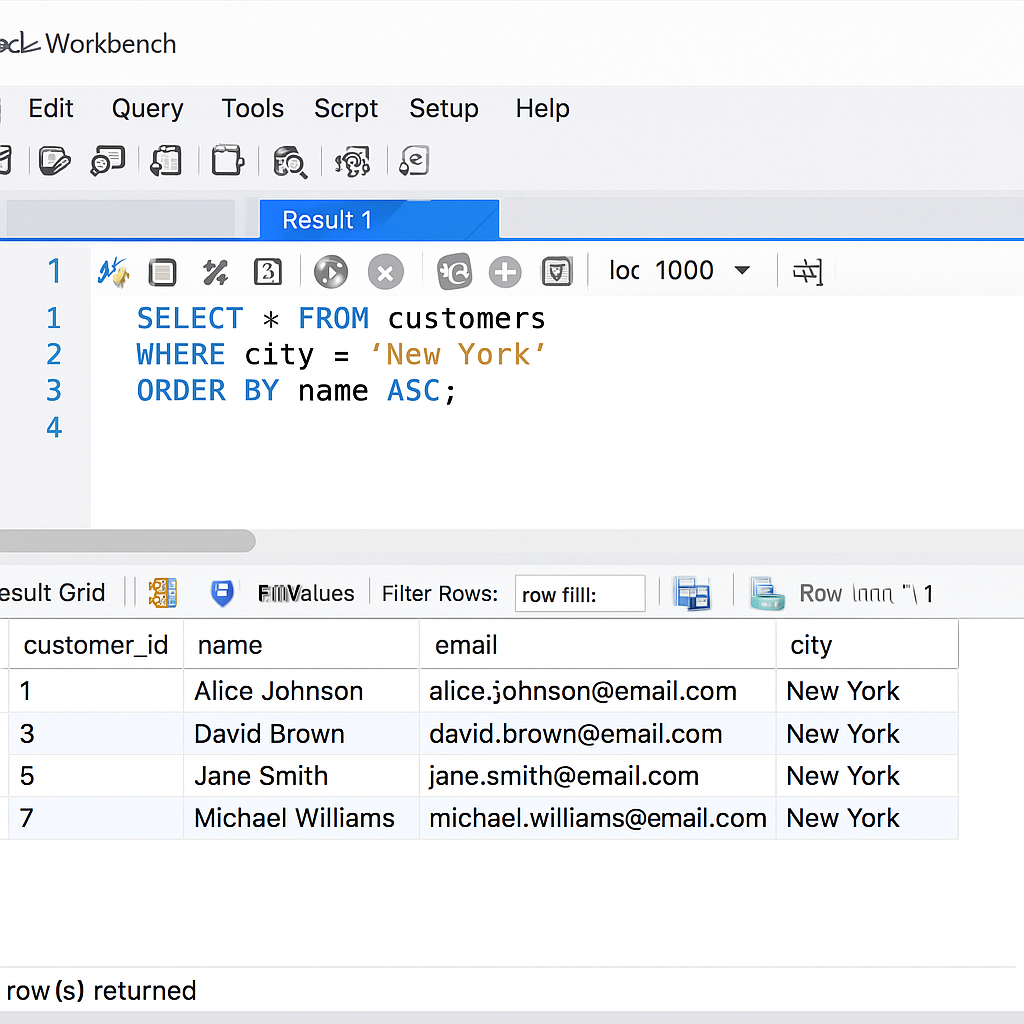 Workbench
Edit Query Tools Scrpt Setup Help
Result 1
1 loc 1000
1 SELECT * FROM customers
2 WHERE city = ‘New York’
3 ORDER BY name ASC;
4
esult Grid Values Filter Rows: row filll: Row 1
customer_id name email city
1 Alice Johnson alice.johnson@email.com New York
3 David Brown david.brown@email.com New York
5 Jane Smith jane.smith@email.com New York
7 Michael Williams michael.williams@email.com New York
row(s) returned